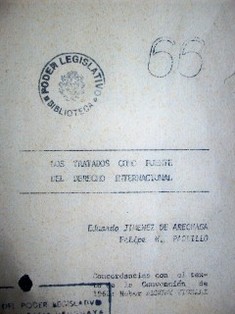 66
PODER LEGISLATIVO
BIBLIOTECA
LOS TRATADOS COMO FUENTE
DEL DERECHO INTERNACIONAL
Eduardo JIMENEZ DE ARECHAGA
Felipe H. PAOLILLO
Concordancias con el tex-
to de la Convención de
DEL PODER LEGISLATIVO